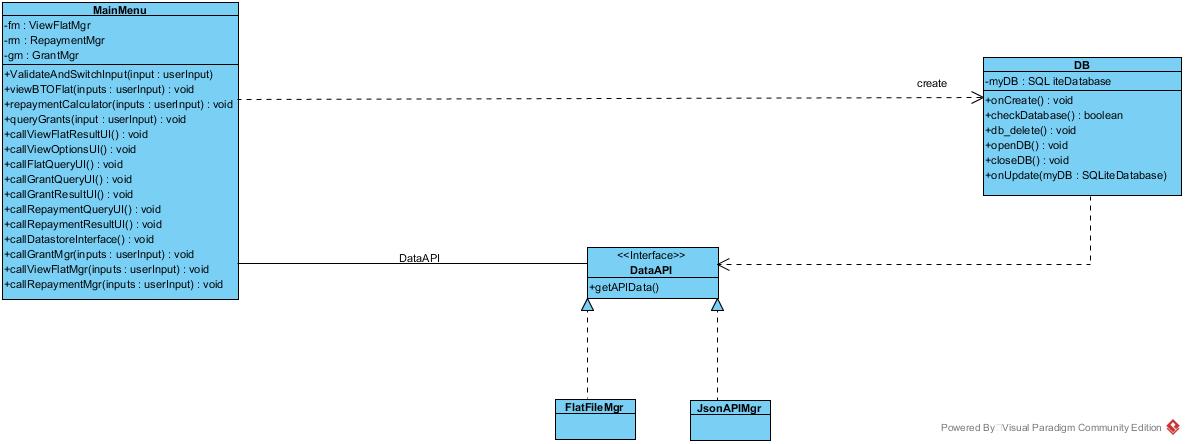 MainMenu
-fm : ViewFlatMgr
-rm : RepaymentMgr
-gm : GrantMgr
+ValidateAndSwitchInput(input : userInput)
+viewBTOFlat(inputs : userInput) : void
+repaymentCalculator(inputs : userInput) : void
+queryGrants(input : userInput) : void
+callViewFlatResultUI() : void
+callViewOptionsUI() : void
+callFlatQueryUI() : void
+callGrantQueryUI() : void
+callGrantResultUI() : void
+callRepaymentQueryUI() : void
+callRepaymentResultUI() : void
+callDatastoreInterface() : void
+callGrantMgr(inputs : userInput) : void
+callViewFlatMgr(inputs : userInput) : void
+callRepaymentMgr(inputs : userInput) : void
create
DB
-myDB : SQL iteDatabase
+onCreate() : void
+checkDatabase() : boolean
+db_delete() : void
+openDB() : void
+closeDB() : void
+onUpdate(myDB : SQLiteDatabase)
DataAPI
<<Interface>>
DataAPI
+getAPIData()
FlatFileMgr
JsonAPIMgr
Powered By Visual Paradigm Community Edition